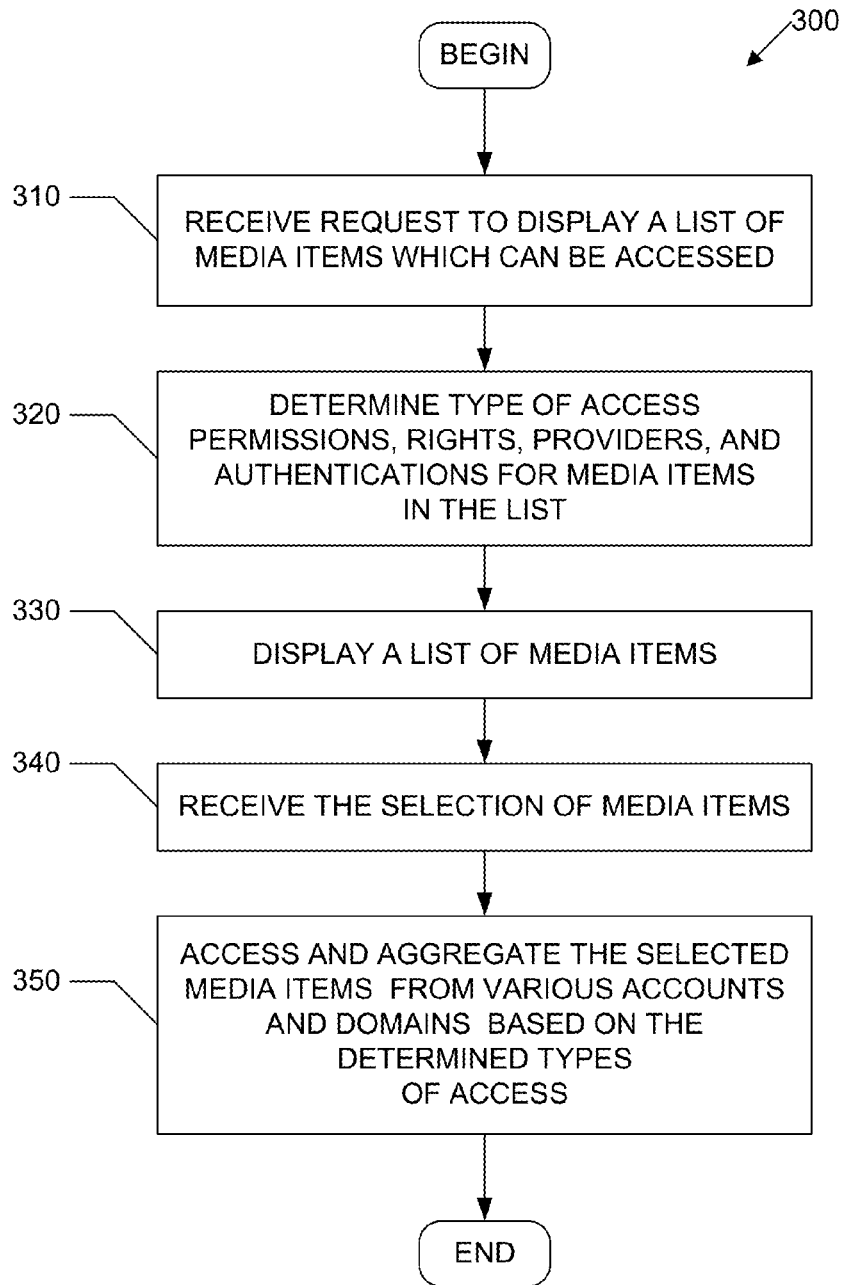 300
BEGIN
310
RECEIVE REQUEST TO DISPLAY A LIST OF
MEDIA ITEMS WHICH CAN BE ACCESSED
320
DETERMINE TYPE OF ACCESS
PERMISSIONS, RIGHTS, PROVIDERS, AND
AUTHENTICATIONS FOR MEDIA ITEMS
IN THE LIST
330
DISPLAY A LIST OF MEDIA ITEMS
340
RECEIVE THE SELECTION OF MEDIA ITEMS
350
ACCESS AND AGGREGATE THE SELECTED
MEDIA ITEMS FROM VARIOUS ACCOUNTS
AND DOMAINS BASED ON THE
DETERMINED TYPES
OF ACCESS
END